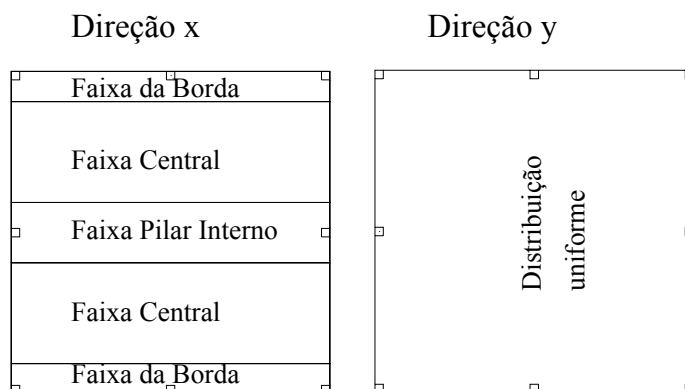 Direção x
Direção y
Faixa da Borda
Faixa Central
Faixa Pilar Interno
Faixa Central
Faixa da Borda
Distribuição
uniforme